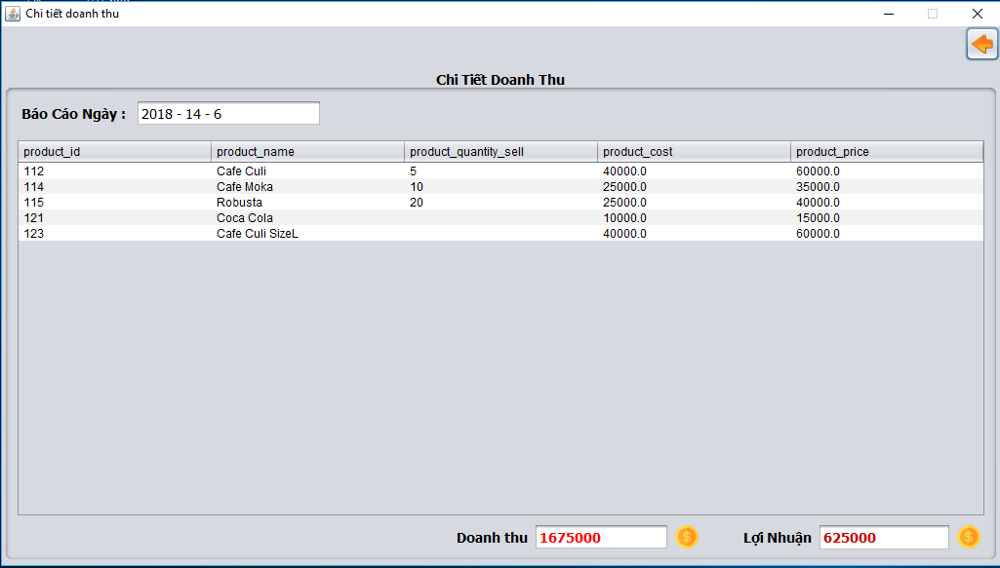 Chi tiết doanh thu
Chi Tiết Doanh Thu
Báo Cáo Ngày : 2018 - 14 - 6
product_id product_name product_quantity_sell product_cost product_price
112 Cafe Culi 5 40000.0 60000.0
114 Cafe Moka 10 25000.0 35000.0
115 Robusta 20 25000.0 40000.0
121 Coca Cola 10000.0 15000.0
123 Cafe Culi SizeL 40000.0 60000.0
Doanh thu 1675000 $ Lợi Nhuận 625000 $